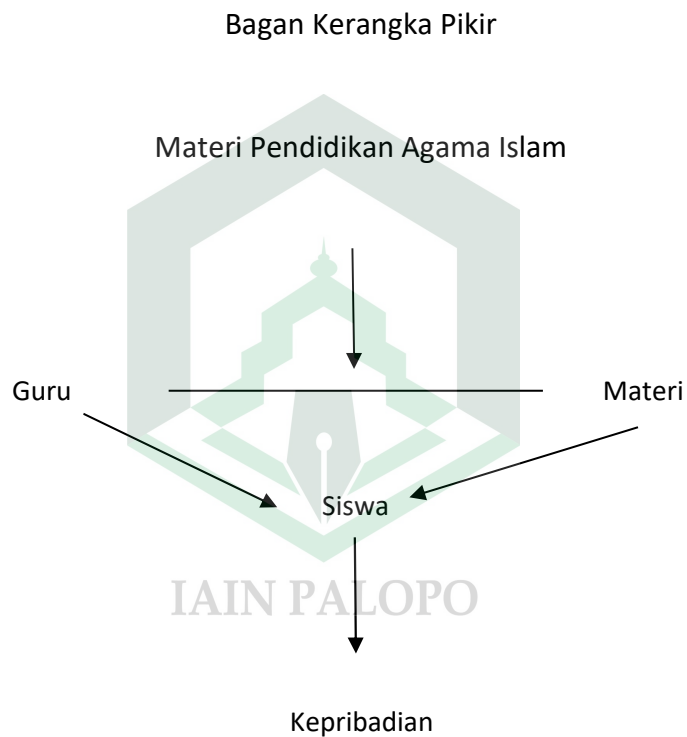 Bagan Kerangka Pikir
Materi Pendidikan Agama Islam
Guru
Materi
Siswa
IAIN PALOPO
Kepribadian